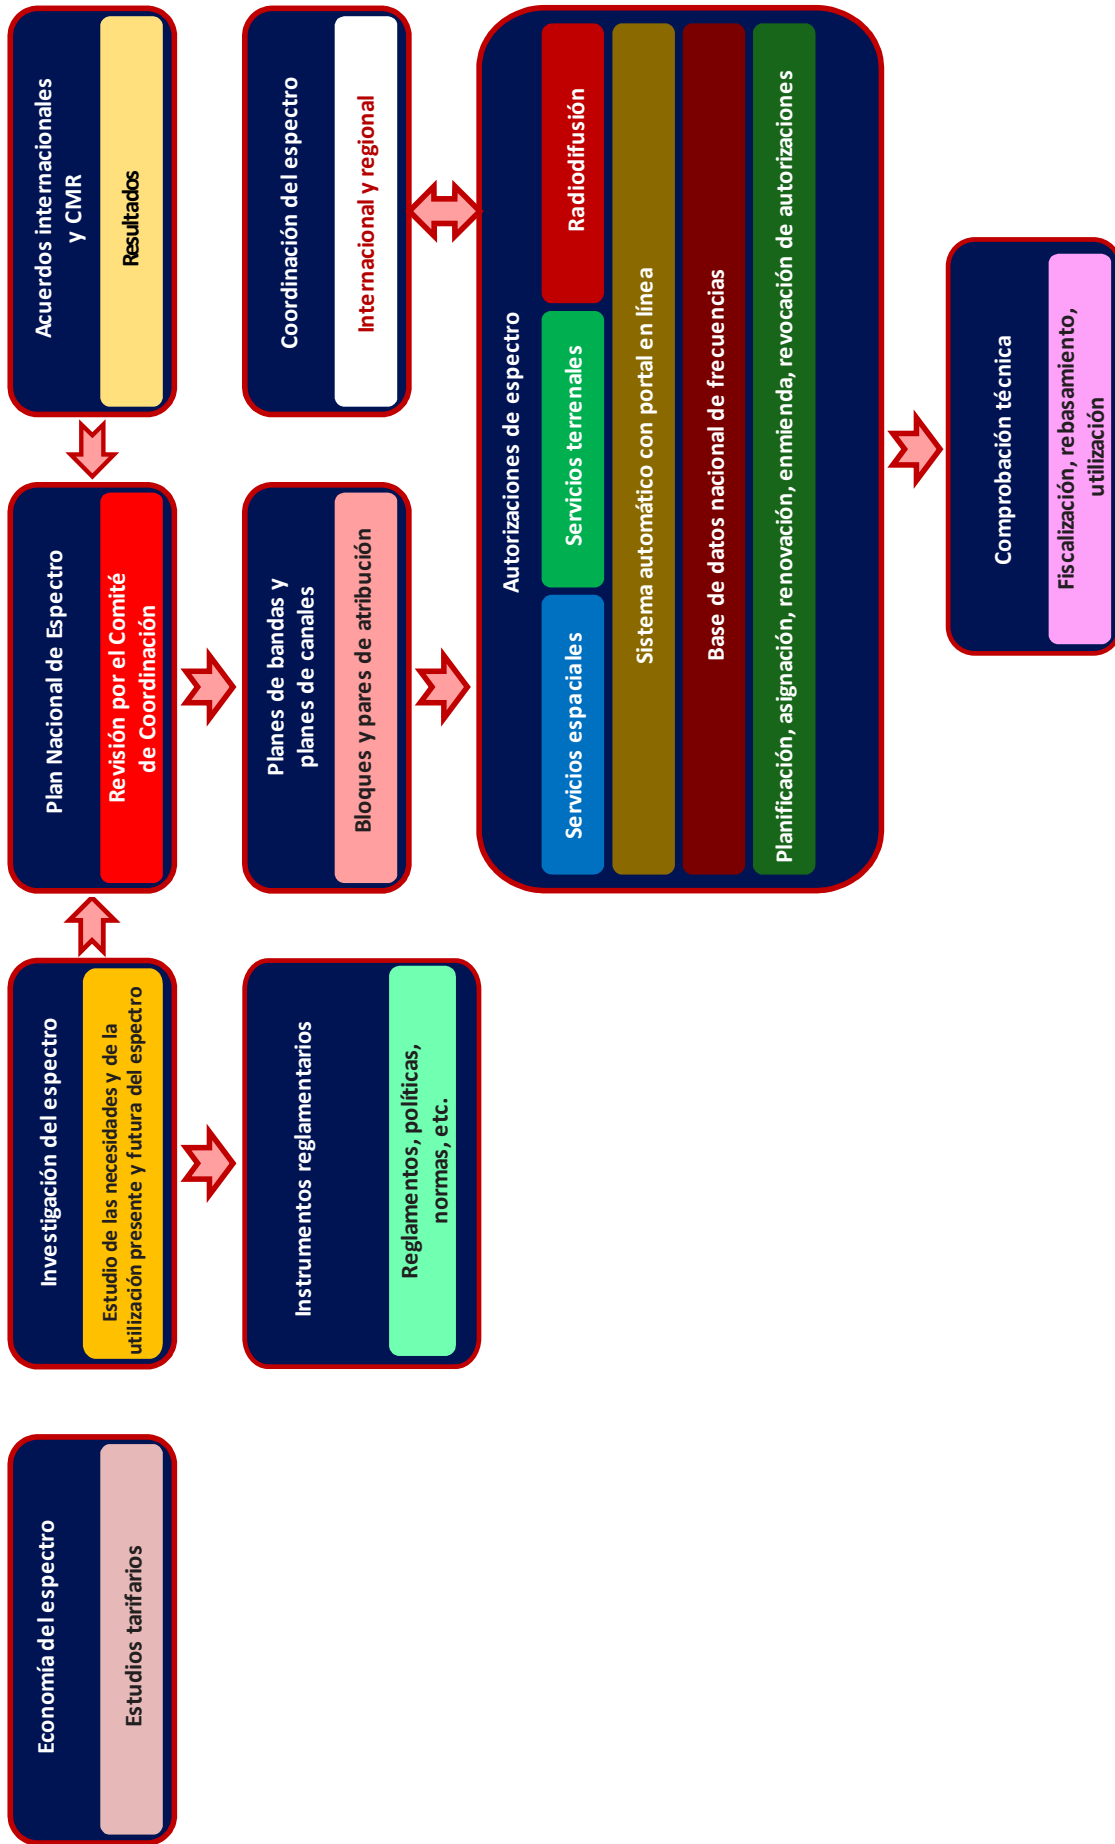 Economía del espectro
Estudios tarifarios
Investigación del espectro
Estudio de las necesidades y de la
utilización presente y futura del espectro
Plan Nacional de Espectro
Revisión por el Comité
de Coordinación
Acuerdos internacionales
y CMR
Resultados
Instrumentos reglamentarios
Reglamentos, políticas,
normas, etc.
Planes de bandas y
planes de canales
Bloques y pares de atribución
Coordinación del espectro
Internacional y regional
Autorizaciones de espectro
Servicios espaciales
Servicios terrenales
Radiodifusión
Sistema automático con portal en línea
Base de datos nacional de frecuencias
Planificación, asignación, renovación, enmienda, revocación de autorizaciones
Comprobación técnica
Fiscalización, rebasamiento,
utilización